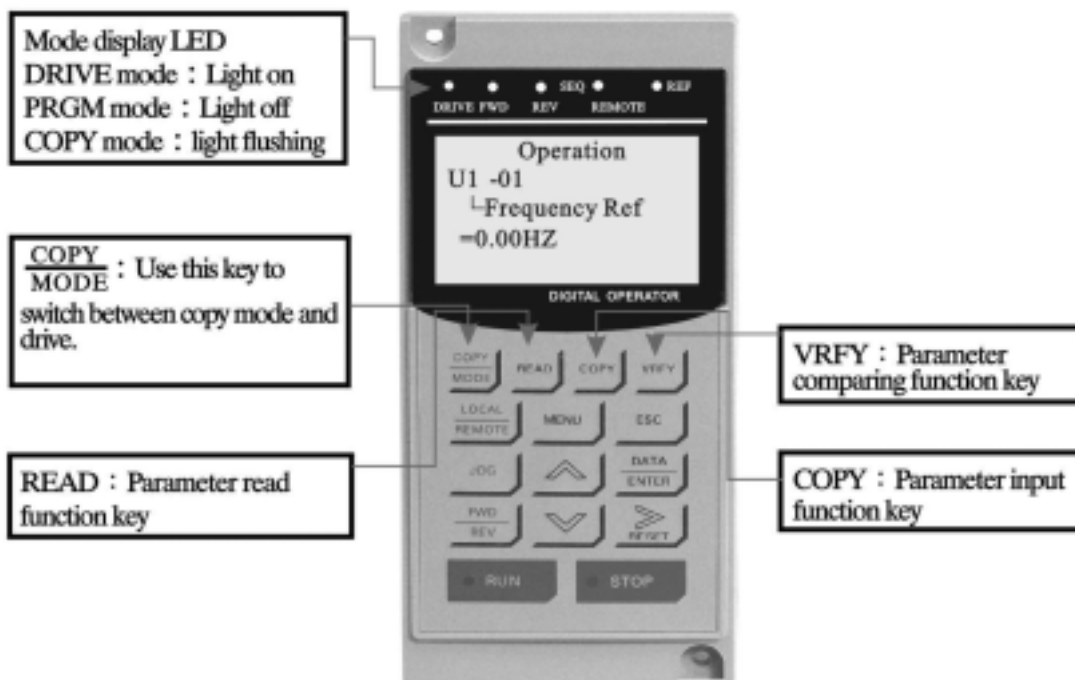 Mode display LED
DRIVE mode : Light on
PRGM mode : Light off
COPY mode : light flushing
COPY
MODE : Use this key to
switch between copy mode and
drive.
READ : Parameter read
function key
SEQ REF
DRIVE FWD REV REMOTE
Operation
U1 -01
└Frequency Ref
=0.00HZ
DIGITAL OPERATOR
COPY
MODE
READ
COPY
VRFY
LOCAL
REMOTE
MENU
ESC
JOG
DATA
ENTER
FWD
REV
RESET
RUN
STOP
VRFY : Parameter
comparing function key
COPY : Parameter input
function key